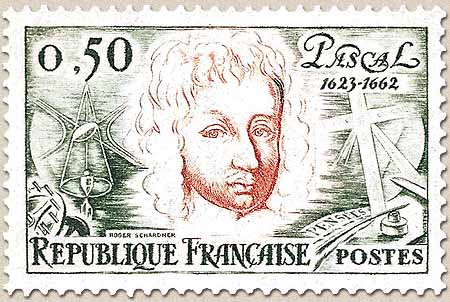 0,50
PASCAL
1623-1662
PENSÉES
ROGER SCHARDNER
REPUBLIQUE FRANÇAISE POSTES